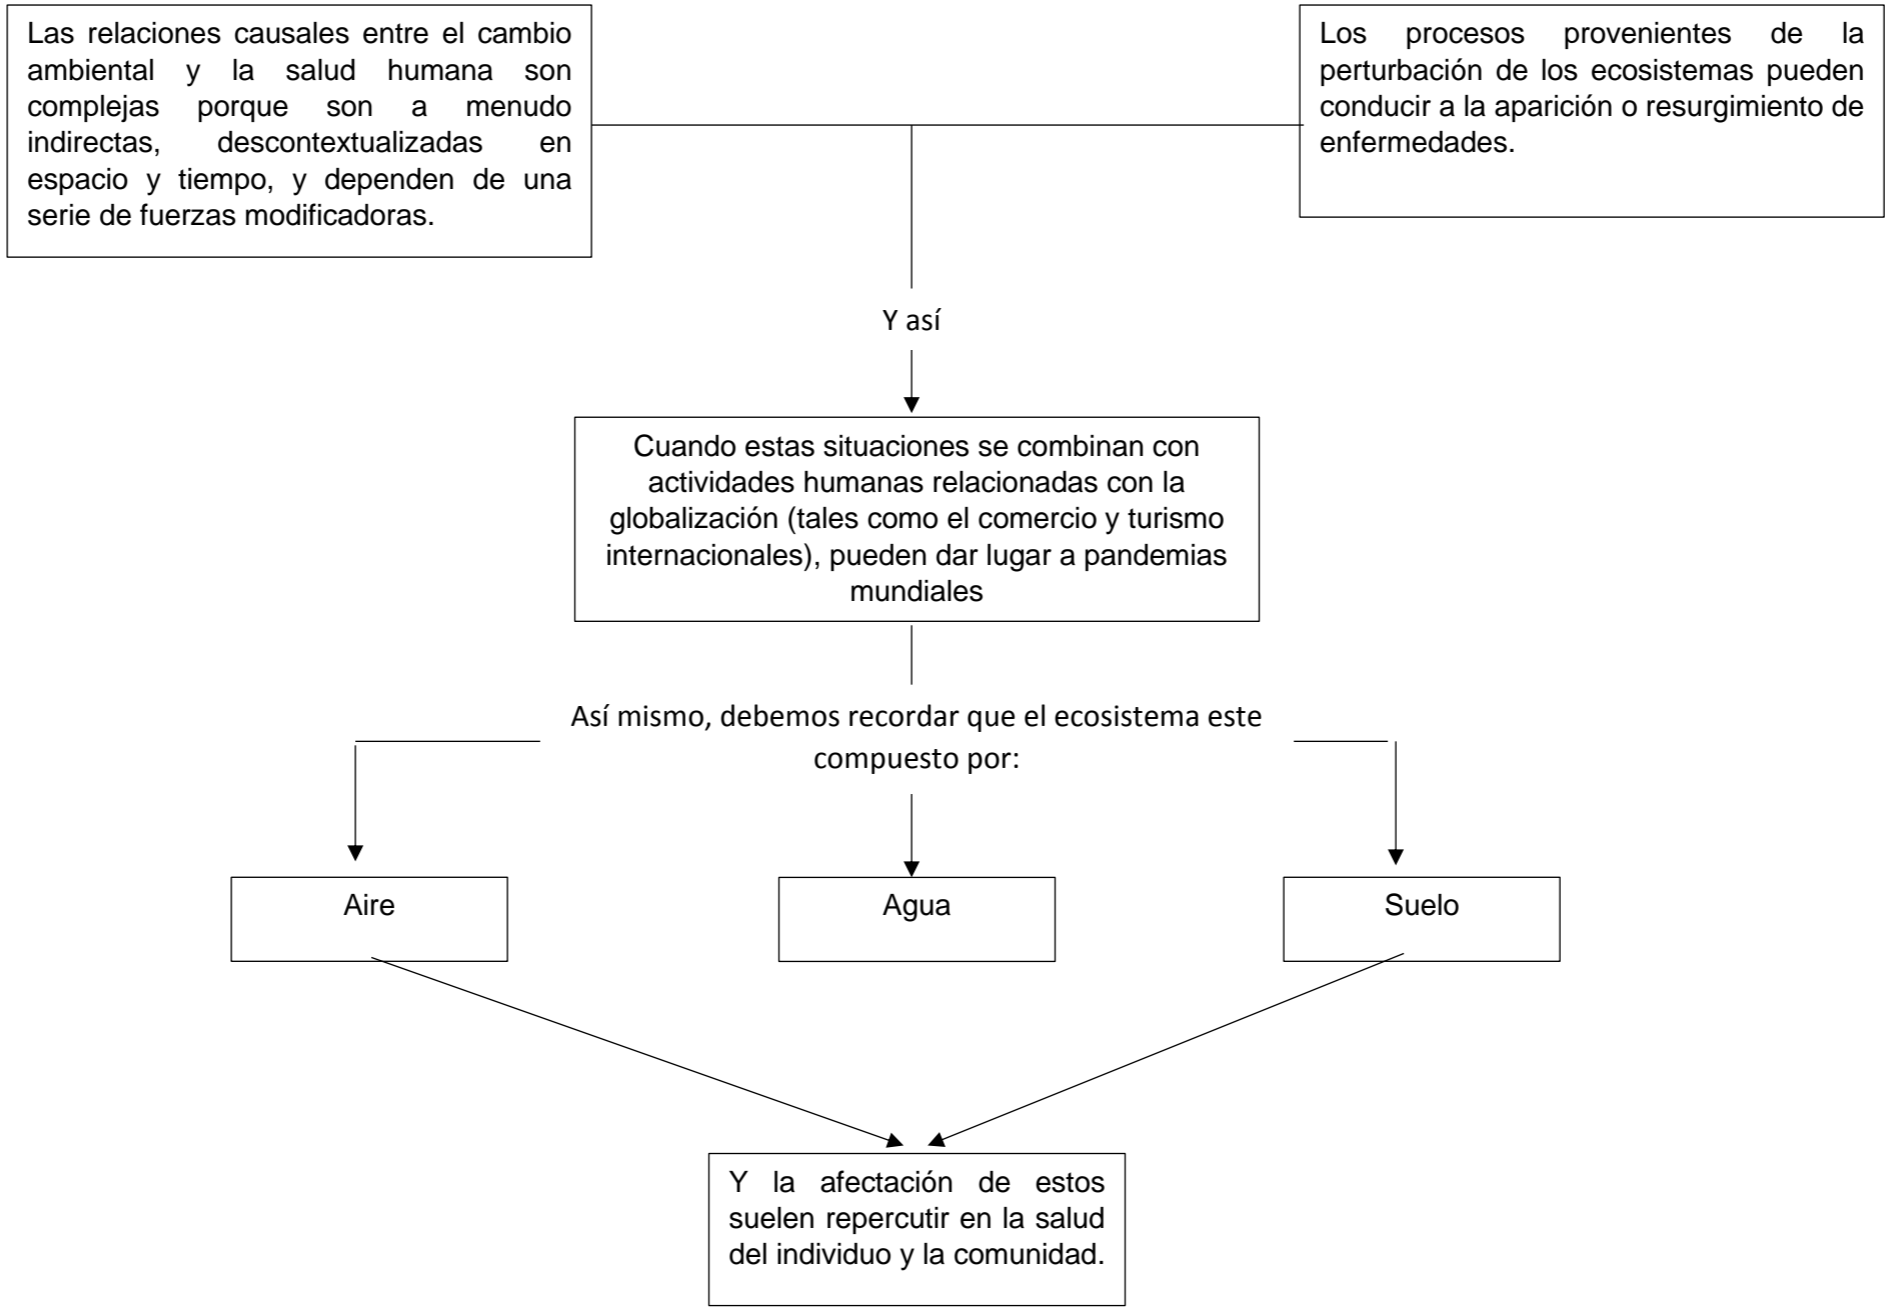 Las relaciones causales entre el cambio
ambiental y la salud humana son
complejas porque son a menudo
indirectas, descontextualizadas en
espacio y tiempo, y dependen de una
serie de fuerzas modificadoras.
Los procesos provenientes de la
perturbación de los ecosistemas pueden
conducir a la aparición o resurgimiento de
enfermedades.
Y así
Cuando estas situaciones se combinan con
actividades humanas relacionadas con la
globalización (tales como el comercio y turismo
internacionales), pueden dar lugar a pandemias
mundiales
Así mismo, debemos recordar que el ecosistema este
compuesto por:
Aire
Agua
Suelo
Y la afectación de estos
suelen repercutir en la salud
del individuo y la comunidad.